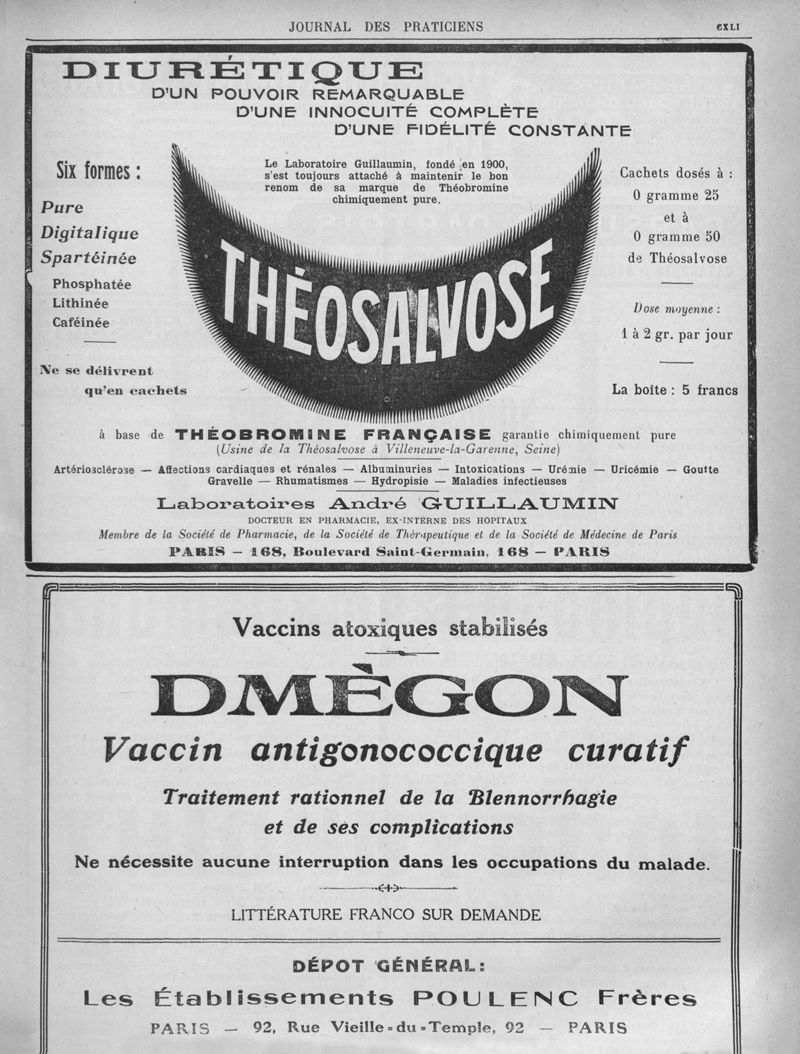 JOURNAL DES PRATICIENS
CXLI
DIURÉTIQUE
D'UN POUVOIR REMARQUABLE
D'UNE INNOCUITÉ COMPLÈTE
D'UNE FIDÉLITÉ CONSTANTE
Six formes :
Pure
Digitalique
Spartéinée
Phosphatée
Lithinée
Caféinée
Ne se délivrent
qu'en cachets
Le Laboratoire Guillaumin, fondé en 1900,
s'est toujours attaché à maintenir le bon
renom de sa marque de Théobromine
chimiquement pure.
THÉOSALVOSE
Cachets dosés à :
0 gramme 25
et à
0 gramme 50
de Théosalvose
Dose moyenne :
1 à 2 gr. par jour
La boîte : 5 francs
à base de THÉOBROMINE FRANÇAISE garantie chimiquement pure
(Usine de la Théosalvose à Villeneuve-la-Garenne, Seine)
Artériosclérose — Affections cardiaques et rénales — Albuminuries — Intoxications — Urémie — Uricémie — Goutte
Gravelle — Rhumatismes — Hydropisie — Maladies infectieuses
Laboratoires André GUILLAUMIN
DOCTEUR EN PHARMACIE, EX-INTERNE DES HOPITAUX
Membre de la Société de Pharmacie, de la Société de Thérapeutique et de la Société de Médecine de Paris
PARIS — 168, Boulevard Saint-Germain, 168 — PARIS
Vaccins atoxiques stabilisés
DMÈGON
Vaccin antigonococcique curatif
Traitement rationnel de la Blennorrhagie
et de ses complications
Ne nécessite aucune interruption dans les occupations du malade.
LITTÉRATURE FRANCO SUR DEMANDE
DÉPOT GÉNÉRAL:
Les Établissements POULENC Frères
PARIS — 92, Rue Vieille-du-Temple, 92 — PARIS